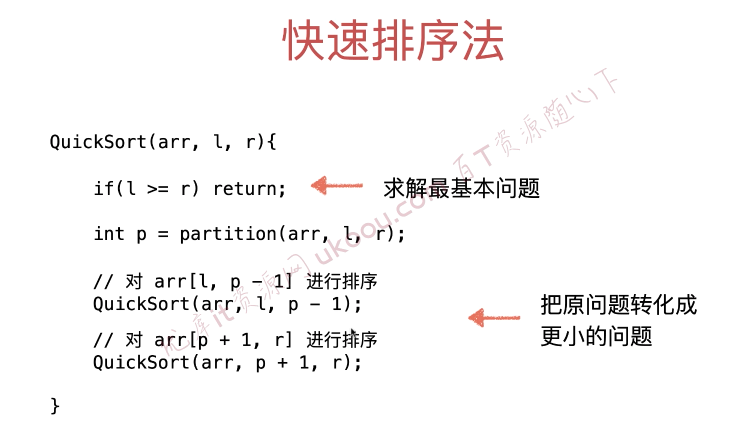 快速排序法
QuickSort(arr, l, r){
if(l >= r) return;
求解最基本问题
int p = partition(arr, l, r);
// 对 arr[l, p - 1] 进行排序
QuickSort(arr, l, p - 1);
把原问题转化成
更小的问题
// 对 arr[p + 1, r] 进行排序
QuickSort(arr, p + 1, r);
}
it资源网 ukoou.com 百T资源随心下